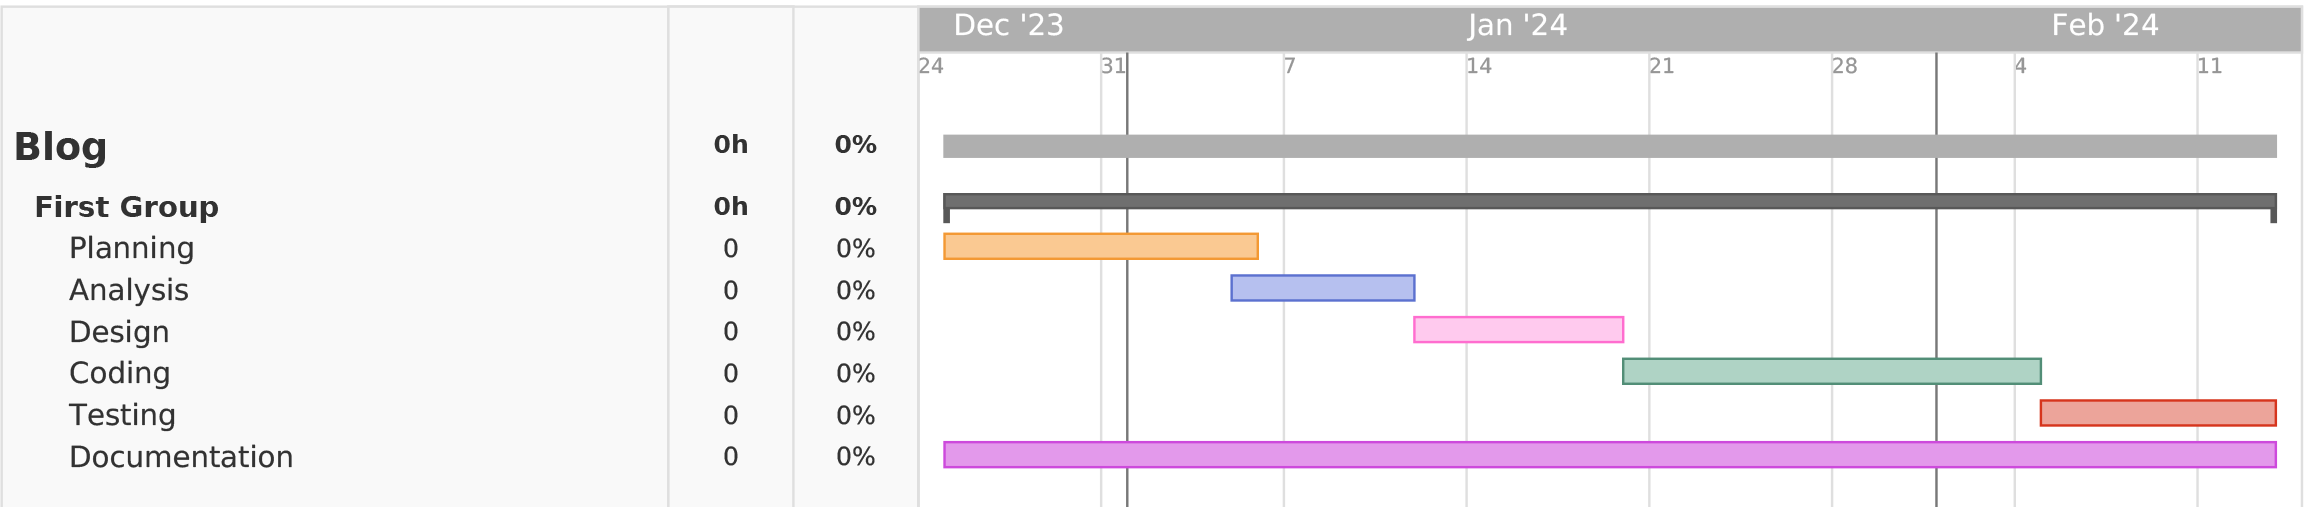 Dec '23 Jan '24 Feb '24
24 31 7 14 21 28 4 11
Blog 0h 0%
First Group 0h 0%
Planning 0 0%
Analysis 0 0%
Design 0 0%
Coding 0 0%
Testing 0 0%
Documentation 0 0%